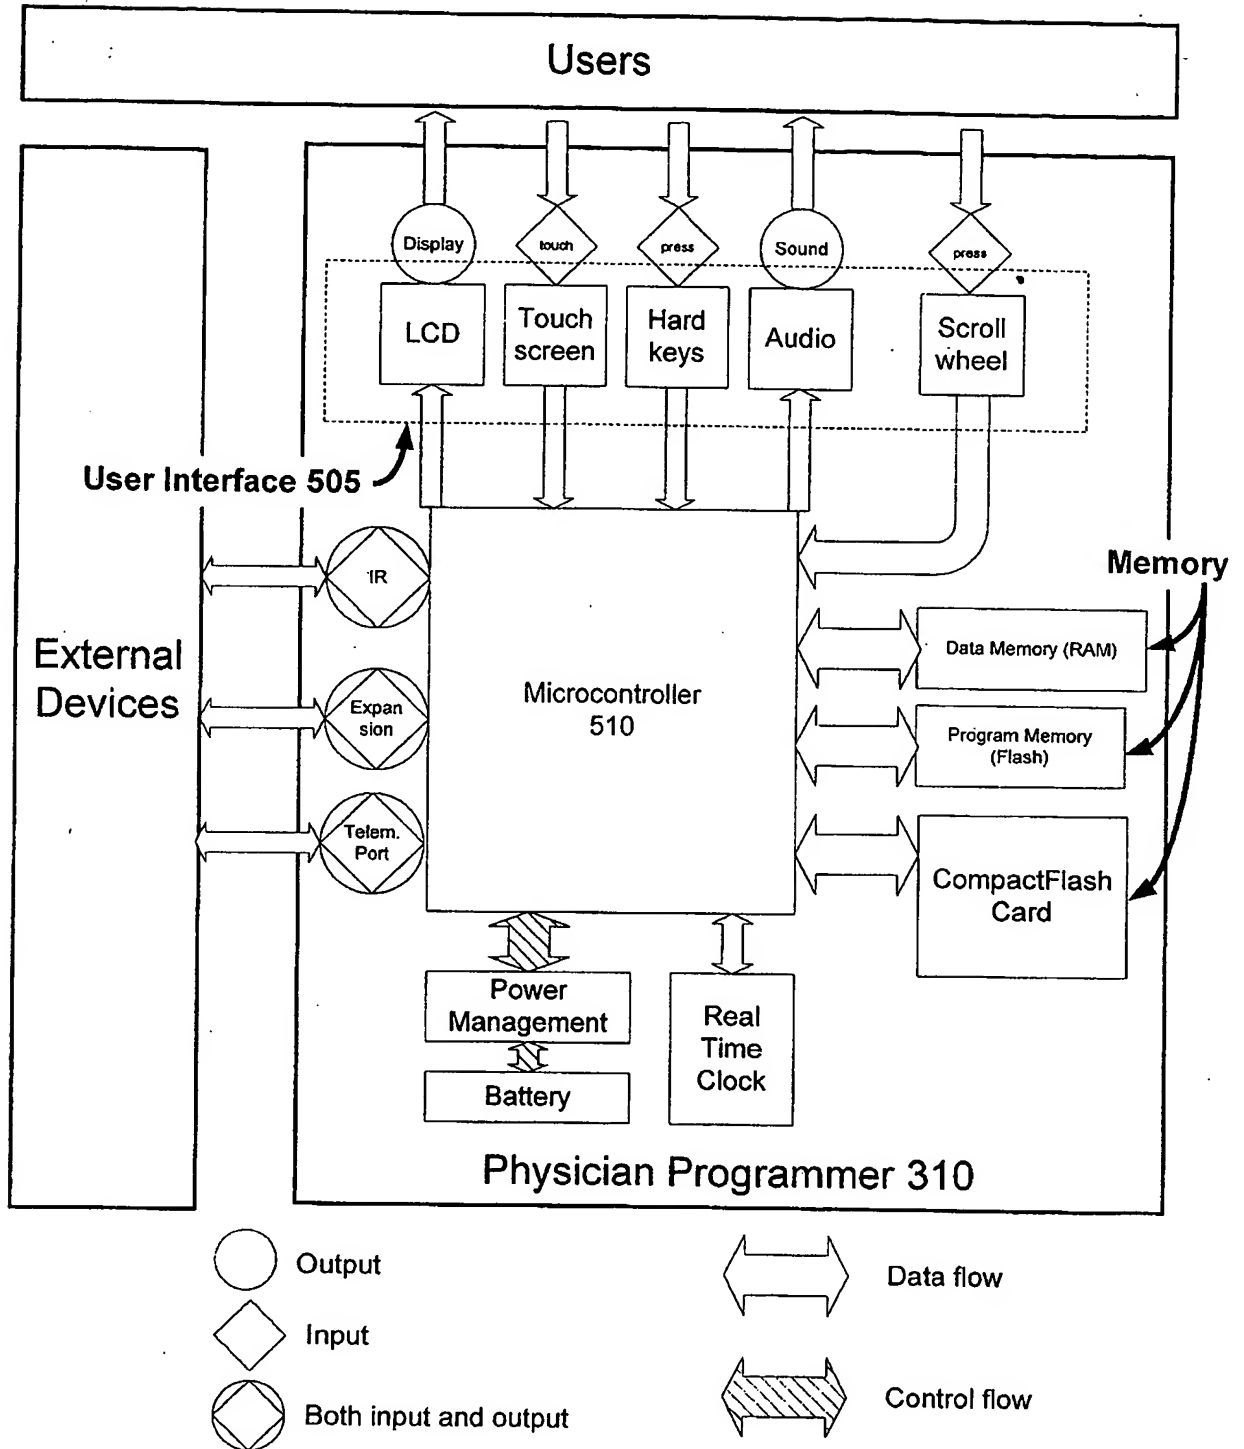 Users
Display
touch
press
Sound
press
LCD
Touch
screen
Hard
keys
Audio
Scroll
wheel
User Interface 505
IR
Memory
External
Devices
Data Memory (RAM)
Microcontroller
510
Expan
sion
Program Memory
(Flash)
Telem.
Port
CompactFlash
Card
Power
Management
Real
Time
Clock
Battery
Physician Programmer 310
Output
Data flow
Input
Control flow
Both input and output